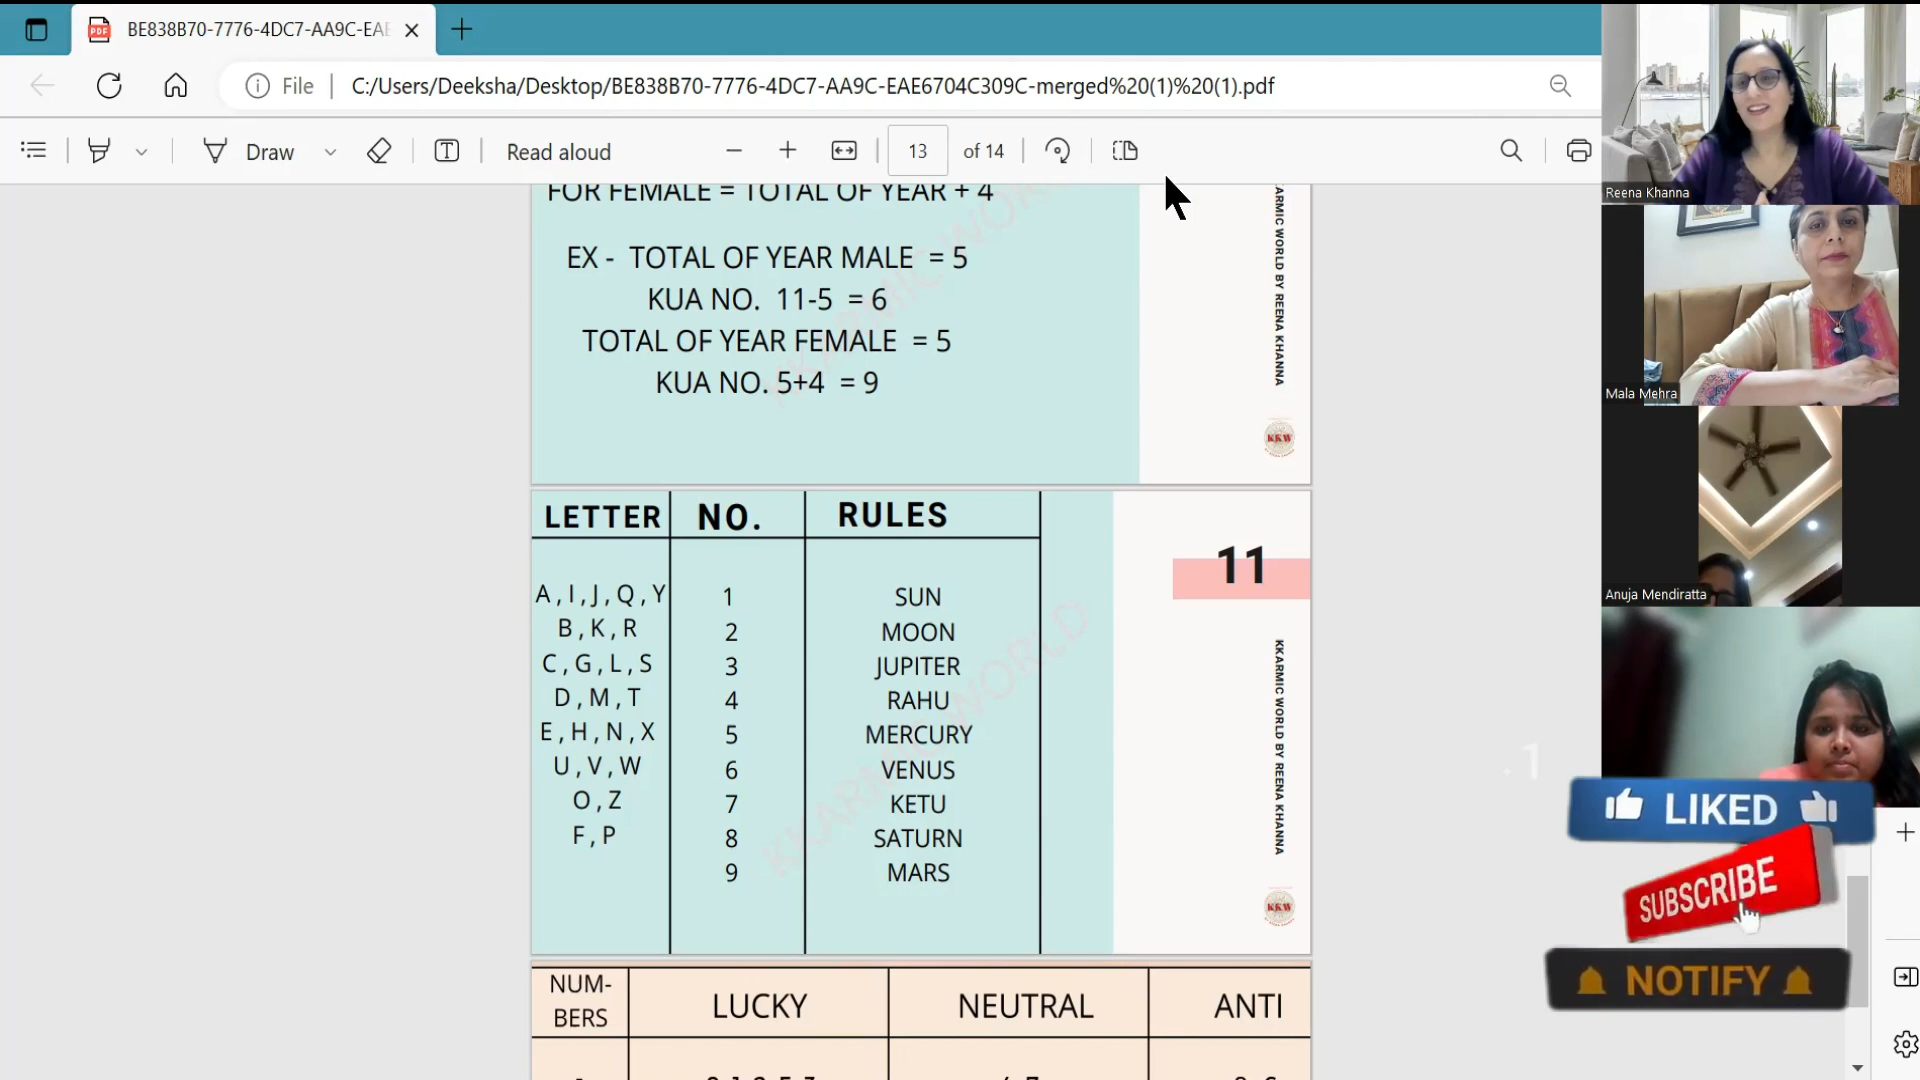 BE838B70-7776-4DC7-AA9C-EAE
File
C:/Users/Deeksha/Desktop/BE838B70-7776-4DC7-AA9C-EAE6704C309C-merged%20(1)%20(1).pdf
Draw
Read aloud
13 of 14
FOR FEMALE = TOTAL OF YEAR + 4
EX - TOTAL OF YEAR MALE = 5
KUA NO. 11-5 = 6
TOTAL OF YEAR FEMALE = 5
KUA NO. 5+4 = 9
KARMIC WORLD BY REENA KHANNA
KKW
LETTER NO. RULES
A , I , J , Q , Y 1 SUN
B , K , R 2 MOON
C , G , L , S 3 JUPITER
D , M , T 4 RAHU
E , H , N , X 5 MERCURY
U , V , W 6 VENUS
O , Z 7 KETU
F , P 8 SATURN
9 MARS
11
KKARMIC WORLD BY REENA KHANNA
KKW
KKARMIC WORLD
NUM-
BERS
LUCKY NEUTRAL ANTI
Reena Khanna
Mala Mehra
Anuja Mendiratta
LIKED
SUBSCRIBE
NOTIFY